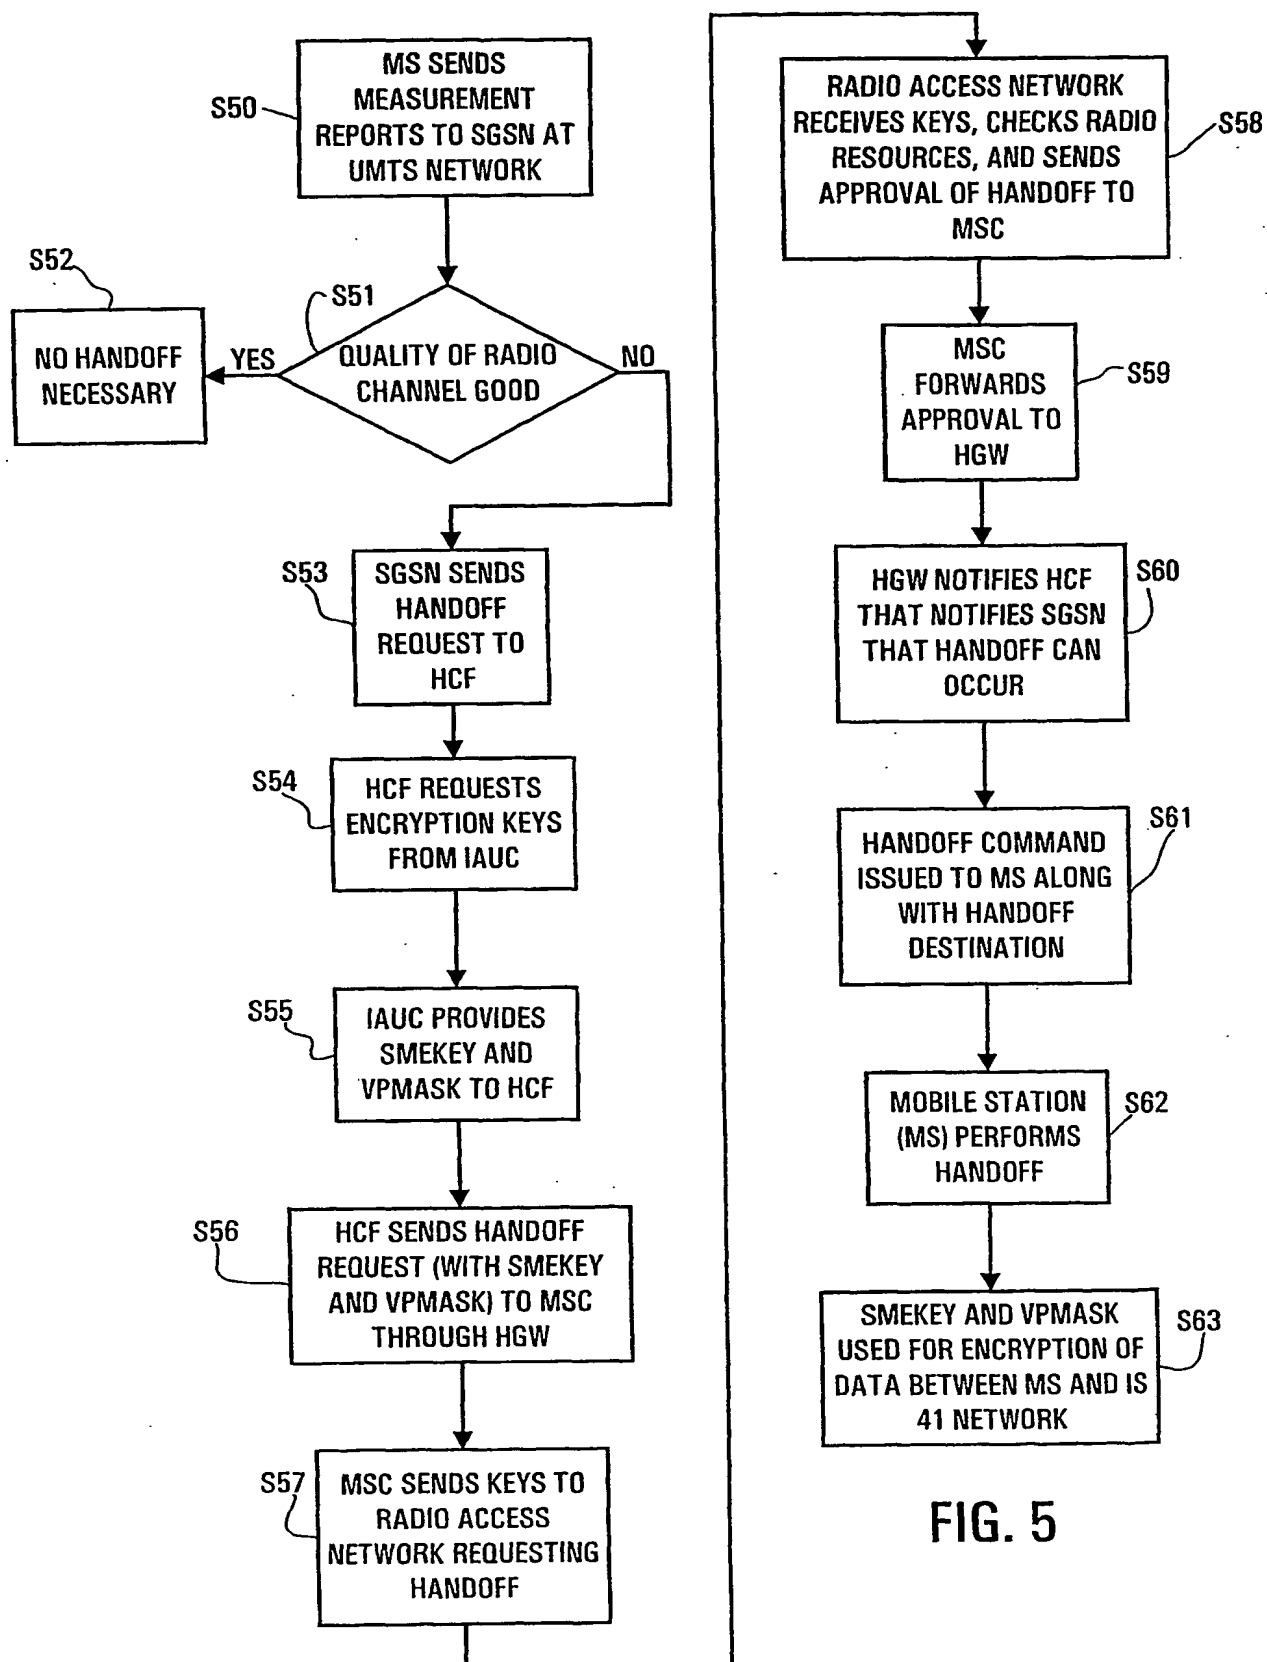 S50
MS SENDS
MEASUREMENT
REPORTS TO SGSN AT
UMTS NETWORK
S52
NO HANDOFF
NECESSARY
YES
S51
QUALITY OF RADIO
CHANNEL GOOD
NO
S53
SGSN SENDS
HANDOFF
REQUEST TO
HCF
S54
HCF REQUESTS
ENCRYPTION KEYS
FROM IAUC
S55
IAUC PROVIDES
SMEKEY AND
VPMASK TO HCF
S56
HCF SENDS HANDOFF
REQUEST (WITH SMEKEY
AND VPMASK) TO MSC
THROUGH HGW
S57
MSC SENDS KEYS TO
RADIO ACCESS
NETWORK REQUESTING
HANDOFF
RADIO ACCESS NETWORK
RECEIVES KEYS, CHECKS RADIO
RESOURCES, AND SENDS
APPROVAL OF HANDOFF TO
MSC
S58
MSC
FORWARDS
APPROVAL TO
HGW
S59
HGW NOTIFIES HCF
THAT NOTIFIES SGSN
THAT HANDOFF CAN
OCCUR
S60
HANDOFF COMMAND
ISSUED TO MS ALONG
WITH HANDOFF
DESTINATION
S61
MOBILE STATION
(MS) PERFORMS
HANDOFF
S62
SMEKEY AND VPMASK
USED FOR ENCRYPTION OF
DATA BETWEEN MS AND IS
41 NETWORK
S63
FIG. 5